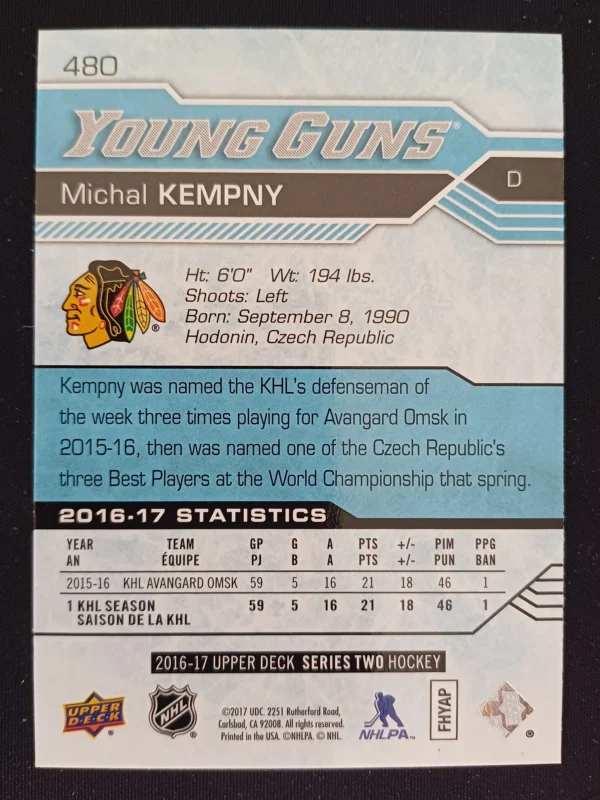 480
YOUNG GUNS®
Michal KEMPNY
D
Ht: 6'0" Wt: 194 lbs.
Shoots: Left
Born: September 8, 1990
Hodonin, Czech Republic
®
Kempny was named the KHL's defenseman of
the week three times playing for Avangard Omsk in
2015-16, then was named one of the Czech Republic's
three Best Players at the World Championship that spring.
2016-17 STATISTICS
YEAR TEAM GP G A PTS +/- PIM PPG
AN ÉQUIPE PJ B A PTS +/- PUN BAN
2015-16 KHL AVANGARD OMSK 59 5 16 21 18 46 1
1 KHL SEASON 59 5 16 21 18 46 1
SAISON DE LA KHL
2016-17 UPPER DECK SERIES TWO HOCKEY
UPPER DECK
NHL
©2017 UDC. 2251 Rutherford Road,
Carlsbad, CA 92008. All rights reserved.
Printed in the USA. ©NHLPA. © NHL.
NHLPA
FHYAP
®